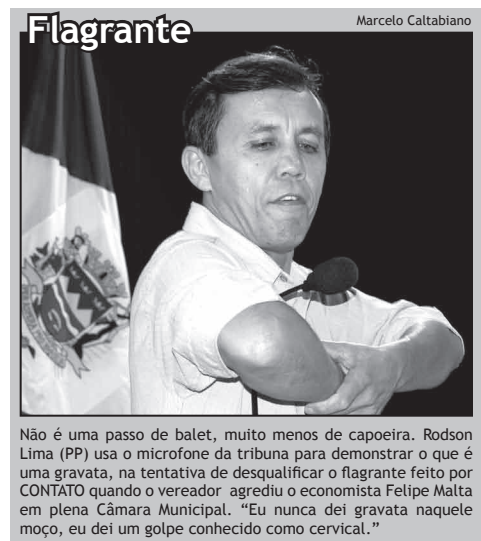 Flagrante
Marcelo Caltabiano
Não é uma passo de balet, muito menos de capoeira. Rodson
Lima (PP) usa o microfone da tribuna para demonstrar o que é
uma gravata, na tentativa de desqualificar o flagrante feito por
CONTATO quando o vereador agrediu o economista Felipe Malta
em plena Câmara Municipal. “Eu nunca dei gravata naquele
moço, eu dei um golpe conhecido como cervical.”